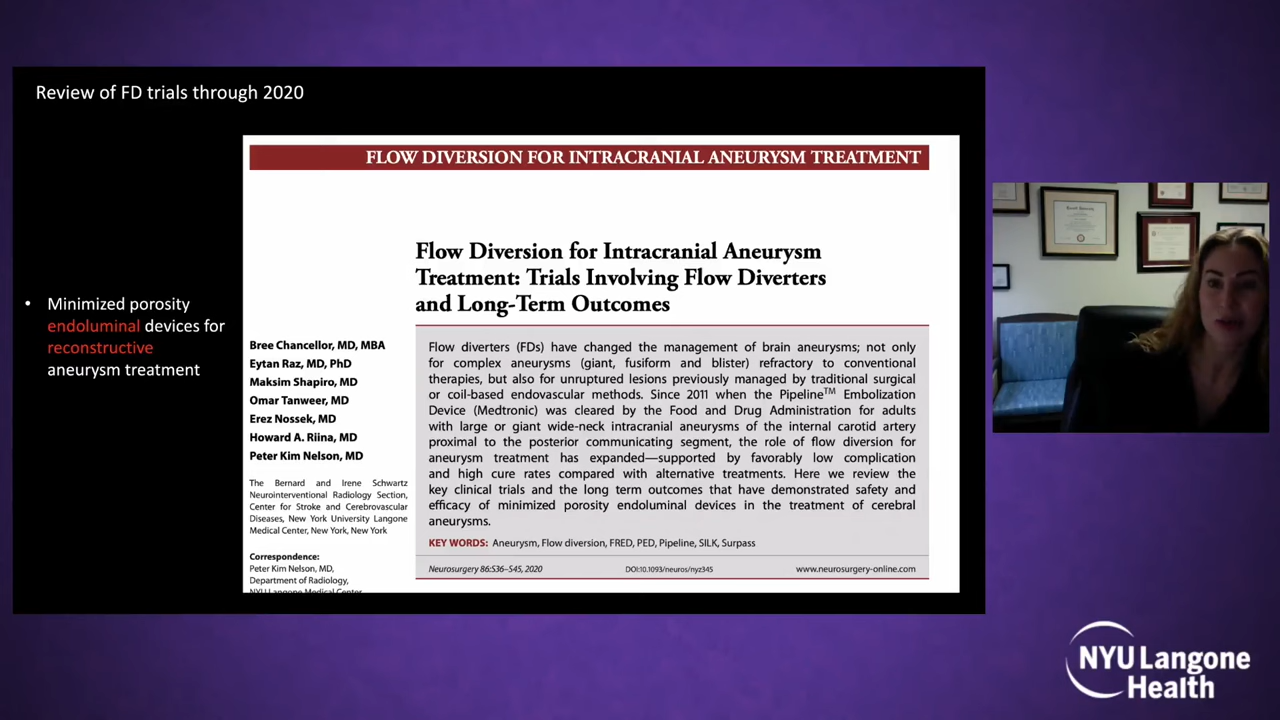 Review of FD trials through 2020
• Minimized porosity
endoluminal devices for
reconstructive
aneurysm treatment
FLOW DIVERSION FOR INTRACRANIAL ANEURYSM TREATMENT
Flow Diversion for Intracranial Aneurysm
Treatment: Trials Involving Flow Diverters
and Long-Term Outcomes
Bree Chancellor, MD, MBA
Eytan Raz, MD, PhD
Maksim Shapiro, MD
Omar Tanweer, MD
Erez Nossek, MD
Howard A. Riina, MD
Peter Kim Nelson, MD
The Bernard and Irene Schwartz
Neurointerventional Radiology Section,
Center for Stroke and Cerebrovascular
Diseases, New York University Langone
Medical Center, New York, New York
Correspondence:
Peter Kim Nelson, MD,
Department of Radiology,
NYU Langone Medical Center
Flow diverters (FDs) have changed the management of brain aneurysms; not only
for complex aneurysms (giant, fusiform and blister) refractory to conventional
therapies, but also for unruptured lesions previously managed by traditional surgical
or coil-based endovascular methods. Since 2011 when the Pipeline™ Embolization
Device (Medtronic) was cleared by the Food and Drug Administration for adults
with large or giant wide-neck intracranial aneurysms of the internal carotid artery
proximal to the posterior communicating segment, the role of flow diversion for
aneurysm treatment has expanded—supported by favorably low complication
and high cure rates compared with alternative treatments. Here we review the
key clinical trials and the long term outcomes that have demonstrated safety and
efficacy of minimized porosity endoluminal devices in the treatment of cerebral
aneurysms.
KEY WORDS: Aneurysm, Flow diversion, FRED, PED, Pipeline, SILK, Surpass
Neurosurgery 86:S36–S45, 2020 DOI:10.1093/neuros/nyz345 www.neurosurgery-online.com
NYU Langone
Health